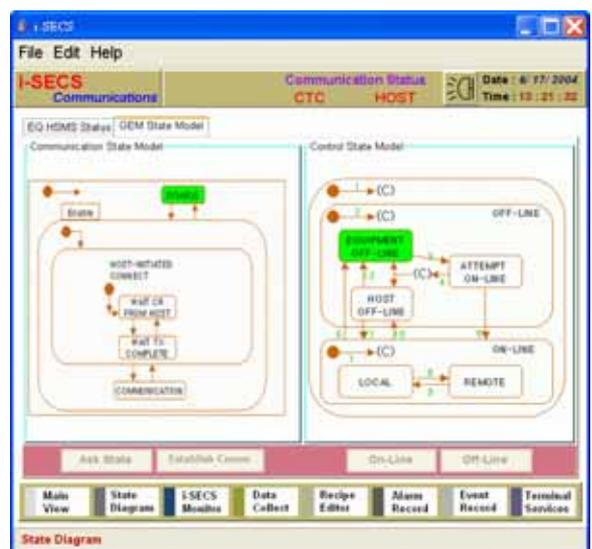 i-SECS
File Edit Help
I-SECS
Communications
Communication Status
CTC HOST
Date : 6/ 17/ 2004
Time : 13 : 21 : 32
EQ HSMS Status
GEM State Model
Communication State Model
Control State Model
DISABLE
Enable
HOST-INITIATED
CONNECT
WAIT CR
FROM HOST
WAIT TX
COMPLETE
COMMUNICATION
1 (C)
2 (C)
OFF-LINE
EQUIPMENT
OFF-LINE
ATTEMPT
ON-LINE
(C)
HOST
OFF-LINE
(C)
ON-LINE
LOCAL
REMOTE
Ask State
Establish Comm
On-Line
Off-Line
Main
View
State
Diagram
i-SECS
Monitor
Data
Collect
Recipe
Editor
Alarm
Record
Event
Record
Terminal
Services
State Diagram